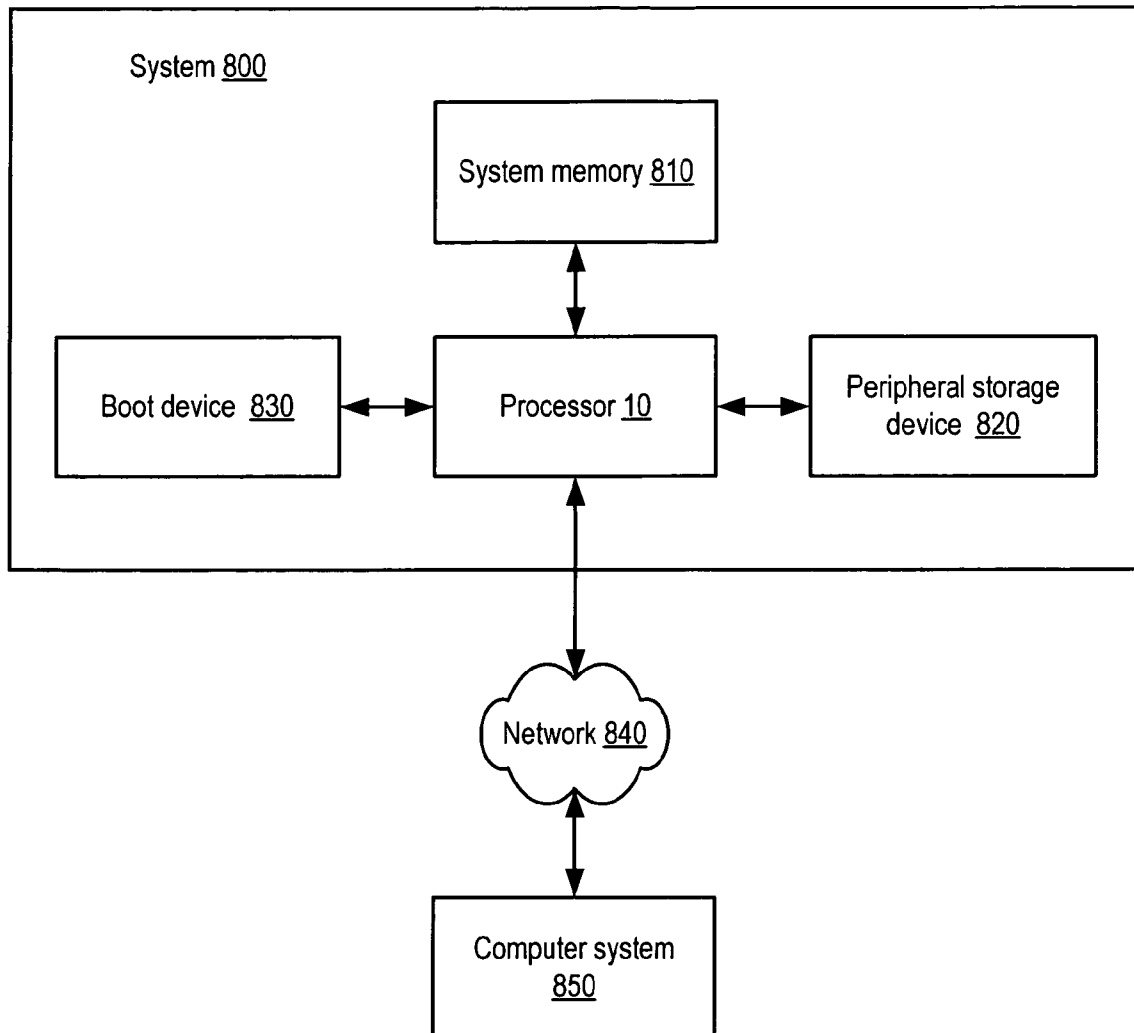 System 800
System memory 810
Boot device 830
Processor 10
Peripheral storage
device 820
Network 840
Computer system
850